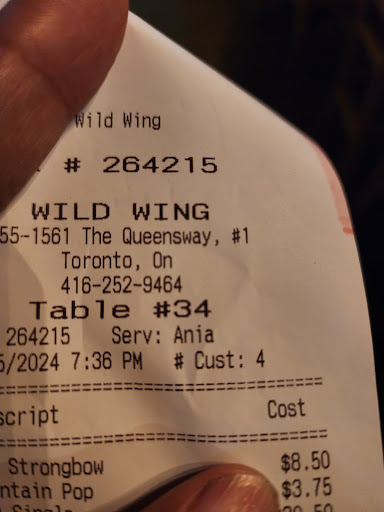 Wild Wing
# 264215
WILD WING
55-1561 The Queensway, #1
Toronto, On
416-252-9464
Table #34
264215 Serv: Ania
5/2024 7:36 PM # Cust: 4
script Cost
Strongbow $8.50
ntain Pop $3.75
Single